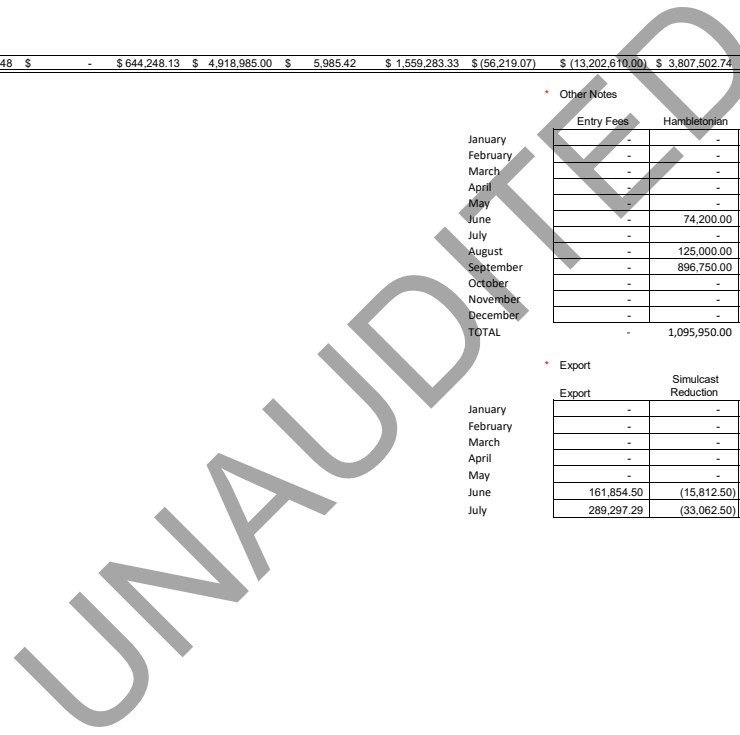 48 $ - $ 644,248.13 $ 4,918,985.00 $ 5,985.42 $ 1,559,283.33 $ (56,219.07) $ (13,202,610.00) $ 3,807,502.74
* Other Notes
Entry Fees Hambletonian
January - -
February - -
March - -
April - -
May - -
June - 74,200.00
July - -
August - 125,000.00
September - 896,750.00
October - -
November - -
December - -
TOTAL - 1,095,950.00
* Export
Simulcast
Export Reduction
January - -
February - -
March - -
April - -
May - -
June 161,854.50 (15,812.50)
July 289,297.29 (33,062.50)
UNAUDITED